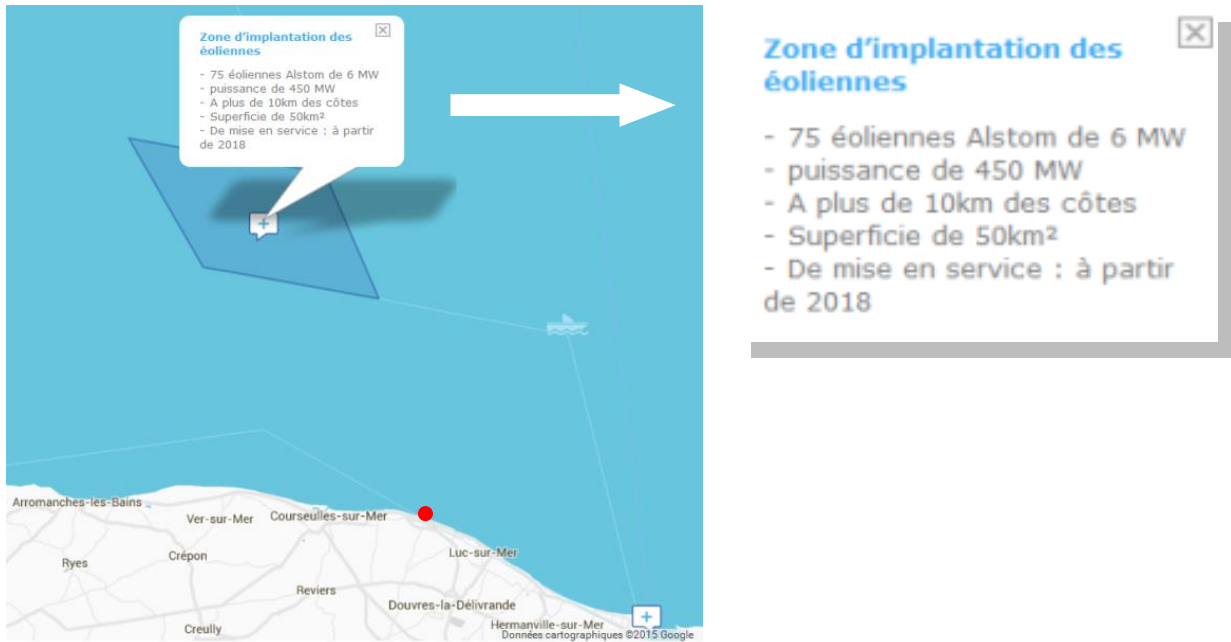 Zone d'implantation des
éoliennes
- 75 éoliennes Alstom de 6 MW
- puissance de 450 MW
- A plus de 10km des côtes
- Superficie de 50km²
- De mise en service : à partir
de 2018
Arromanches-les-Bains
Ver-sur-Mer
Courseulles-sur-Mer
Crépon
Luc-sur-Mer
Ryes
Reviers
Douvres-la-Délivrande
Creully
Hermanville-sur-Mer
Données cartographiques ©2015 Google
Zone d'implantation des
éoliennes
- 75 éoliennes Alstom de 6 MW
- puissance de 450 MW
- A plus de 10km des côtes
- Superficie de 50km²
- De mise en service : à partir
de 2018